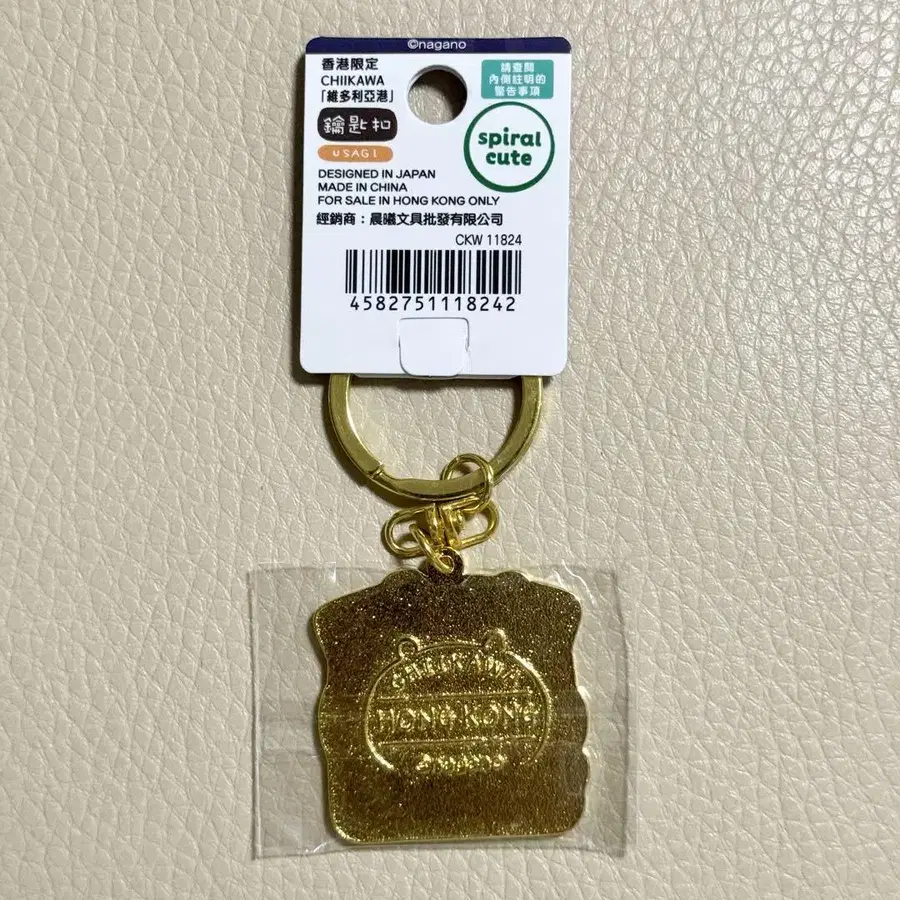 ©nagano
香港限定
CHIIKAWA
「維多利亞港」
鑰匙扣
USAGI
請查閱
內側註明的
警告事項
spiral
cute
DESIGNED IN JAPAN
MADE IN CHINA
FOR SALE IN HONG KONG ONLY
經銷商：晨曦文具批發有限公司
CKW 11824
4582751118242
CHIIKAWA
HONG KONG
©nagano